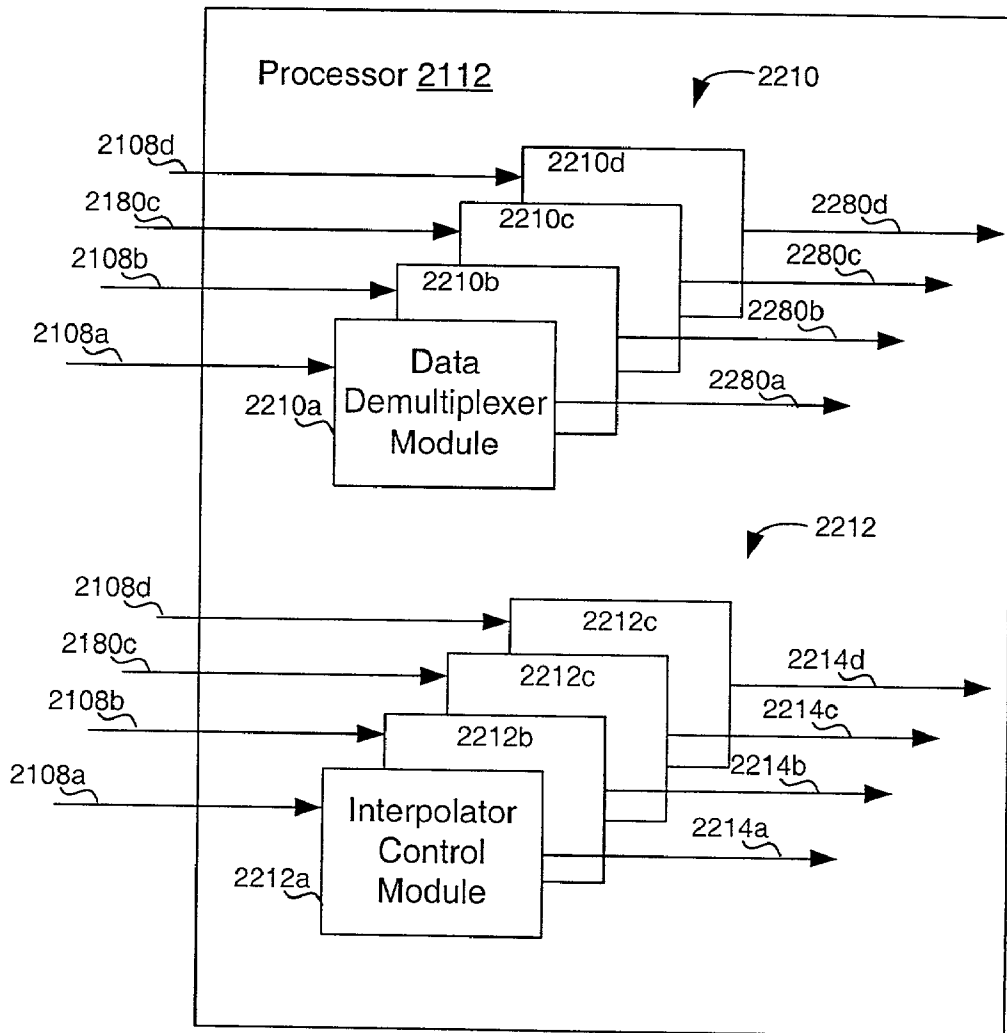 Processor 2112
2210
2108d
2210d
2180c
2210c
2280d
2108b
2210b
2280c
2108a
2280b
Data
Demultiplexer
Module
2210a
2280a
2212
2108d
2212c
2180c
2212c
2214d
2108b
2212b
2214c
2108a
2214b
Interpolator
Control
Module
2212a
2214a